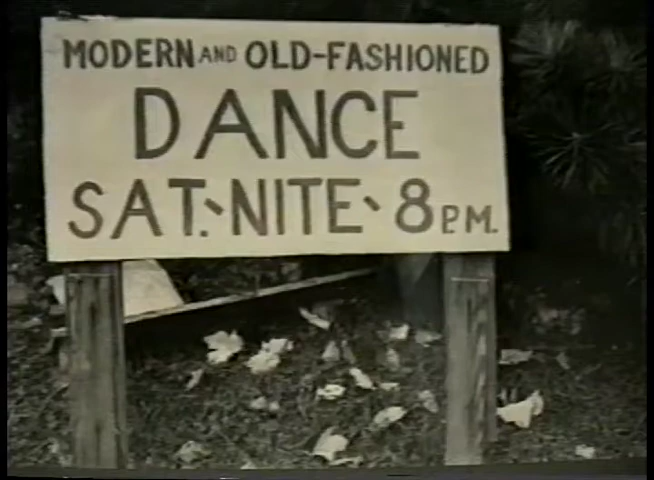 MODERN AND OLD-FASHIONED
DANCE
SAT. - NITE - 8 P.M.